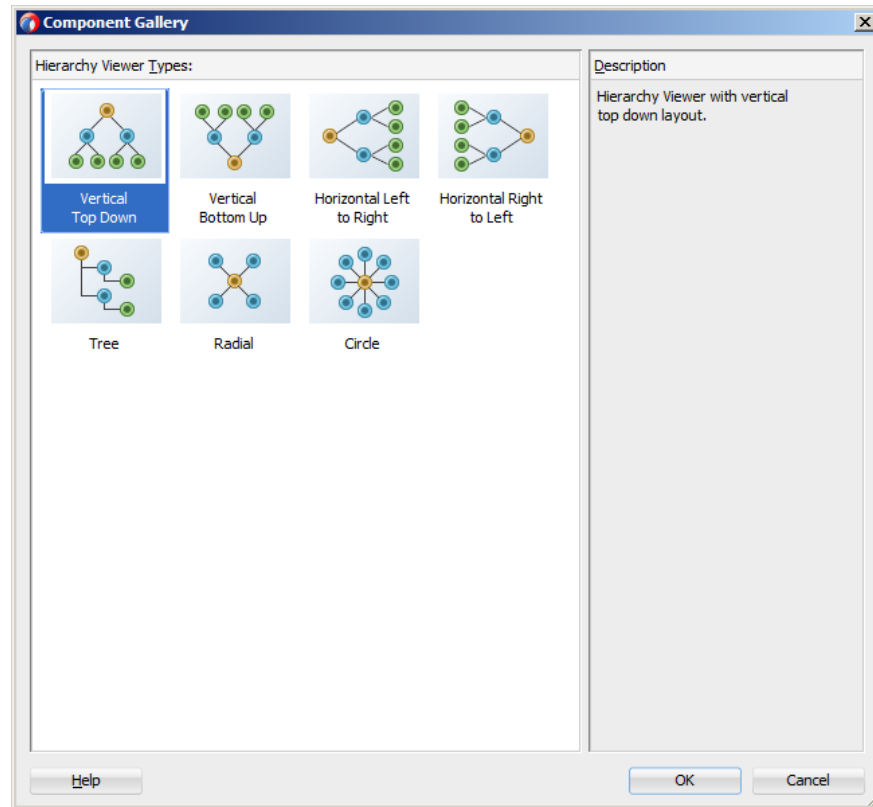 Component Gallery
Hierarchy Viewer Types:
Vertical
Top Down
Vertical
Bottom Up
Horizontal Left
to Right
Horizontal Right
to Left
Tree
Radial
Circle
Description
Hierarchy Viewer with vertical
top down layout.
Help
OK
Cancel